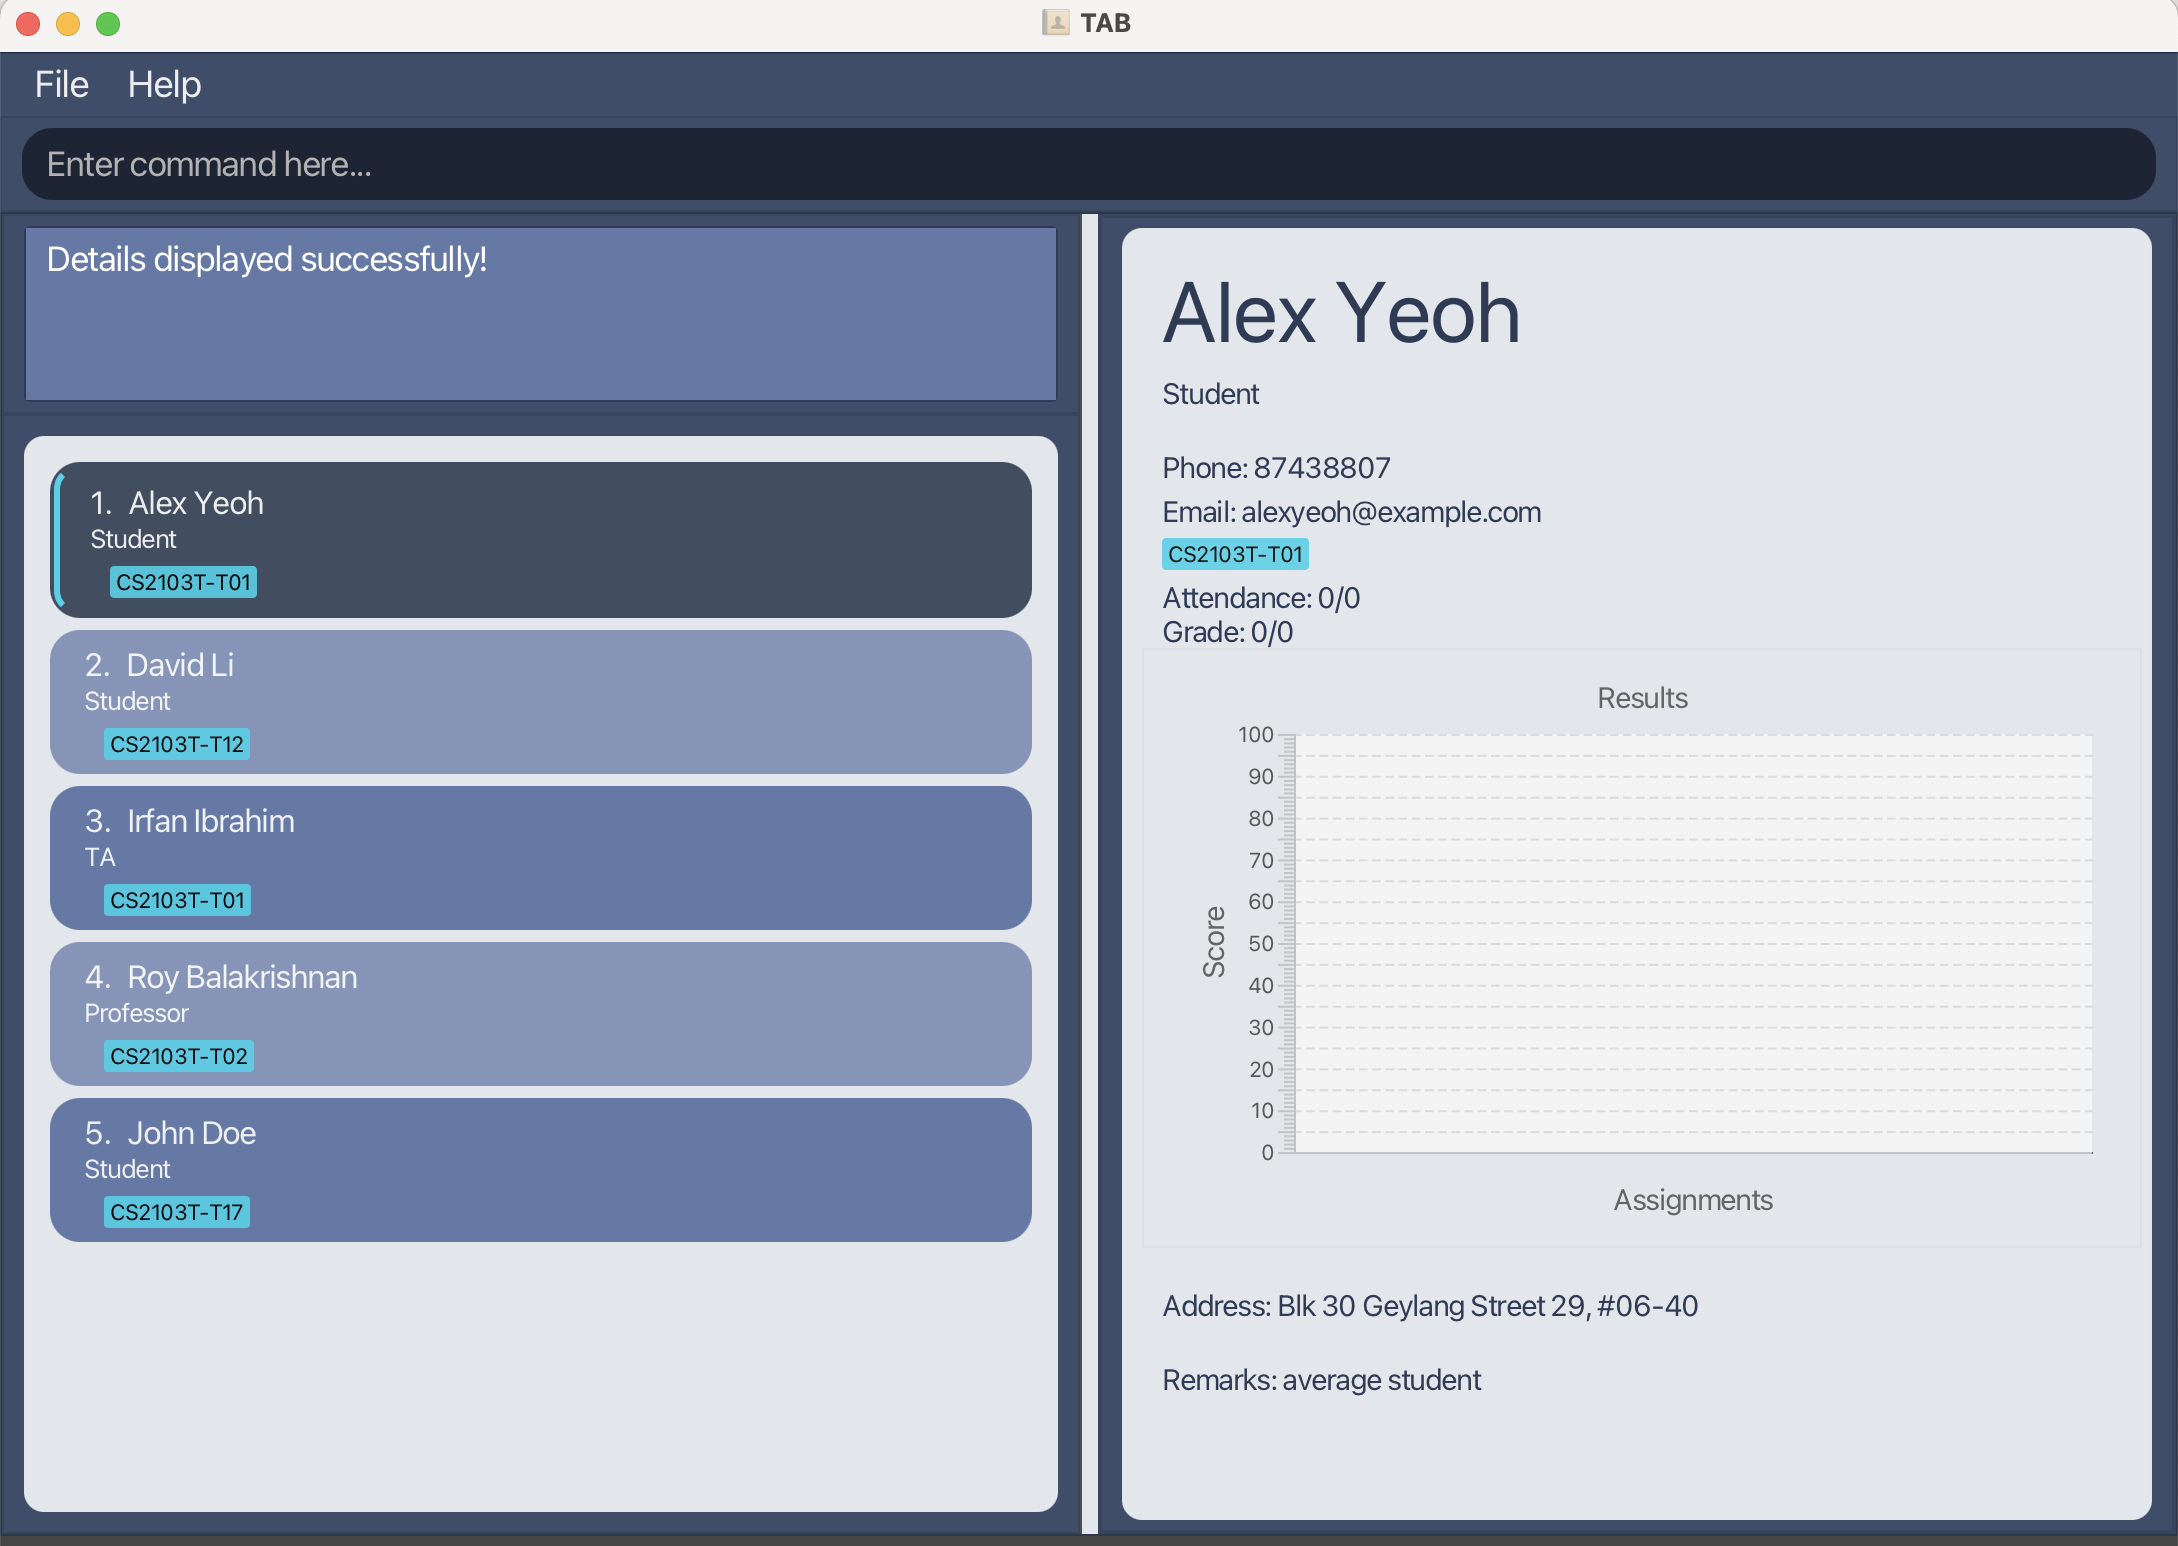 TAB
File Help
Enter command here...
Details displayed successfully!
1. Alex Yeoh
Student
CS2103T-T01
2. David Li
Student
CS2103T-T12
3. Irfan Ibrahim
TA
CS2103T-T01
4. Roy Balakrishnan
Professor
CS2103T-T02
5. John Doe
Student
CS2103T-T17
Alex Yeoh
Student
Phone: 87438807
Email: alexyeoh@example.com
CS2103T-T01
Attendance: 0/0
Grade: 0/0
Results
100
90
80
70
60
50
40
30
20
10
0
Score
Assignments
Address: Blk 30 Geylang Street 29, #06-40
Remarks: average student